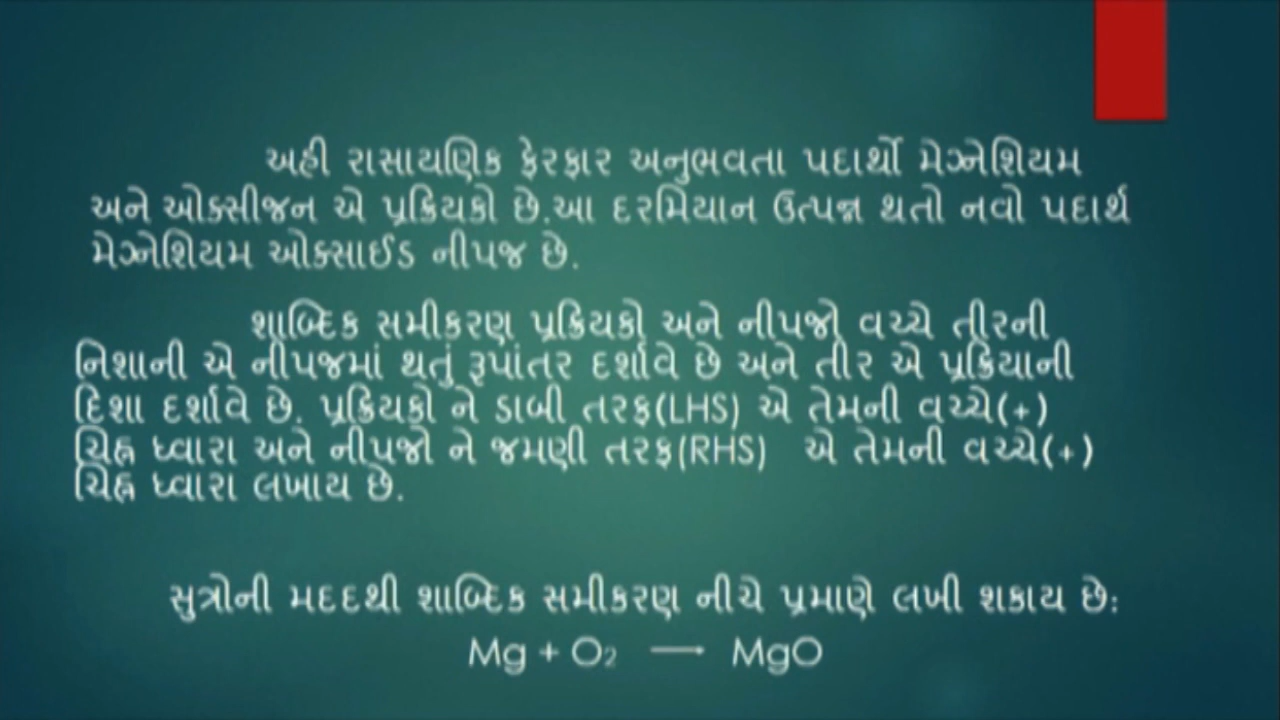 અહી રાસાયણિક ફેરફાર અનુભવતા પદાર્થો મેગ્નેશિયમ
અને ઓક્સીજન એ પ્રક્રિયકો છે.આ દરમિયાન ઉત્પન્ન થતો નવો પદાર્થ
મેગ્નેશિયમ ઓક્સાઈડ નીપજ છે.
શાબ્દિક સમીકરણ પ્રક્રિયકો અને નીપજો વચ્ચે તીરની
નિશાની એ નીપજમાં થતું રૂપાંતર દર્શાવે છે અને તીર એ પ્રક્રિયાની
દિશા દર્શાવે છે. પ્રક્રિયકો ને ડાબી તરફ(LHS) એ તેમની વચ્ચે(+)
ચિહ્ન ધ્વારા અને નીપજો ને જમણી તરફ(RHS) એ તેમની વચ્ચે(+)
ચિહ્ન ધ્વારા લખાય છે.
સુત્રોની મદદથી શાબ્દિક સમીકરણ નીચે પ્રમાણે લખી શકાય છે:
Mg + O₂ → MgO